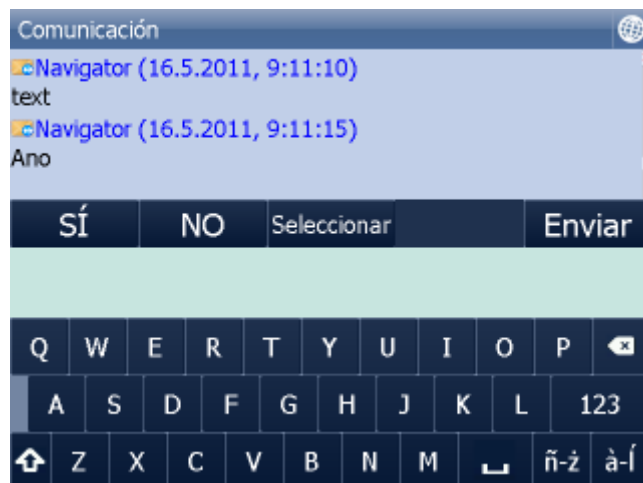 Comunicación
Navigator (16.5.2011, 9:11:10)
text
Navigator (16.5.2011, 9:11:15)
Ano
SÍ NO Seleccionar Enviar
Q W E R T Y U I O P
A S D F G H J K L 123
Z X C V B N M ñ-ż à-Í